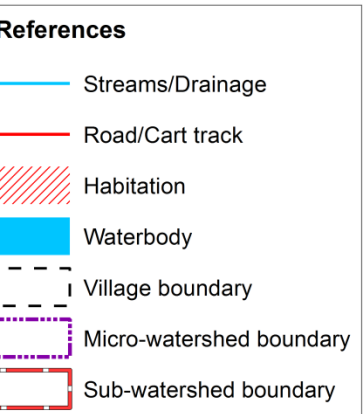 References
Streams/Drainage
Road/Cart track
Habitation
Waterbody
Village boundary
Micro-watershed boundary
Sub-watershed boundary